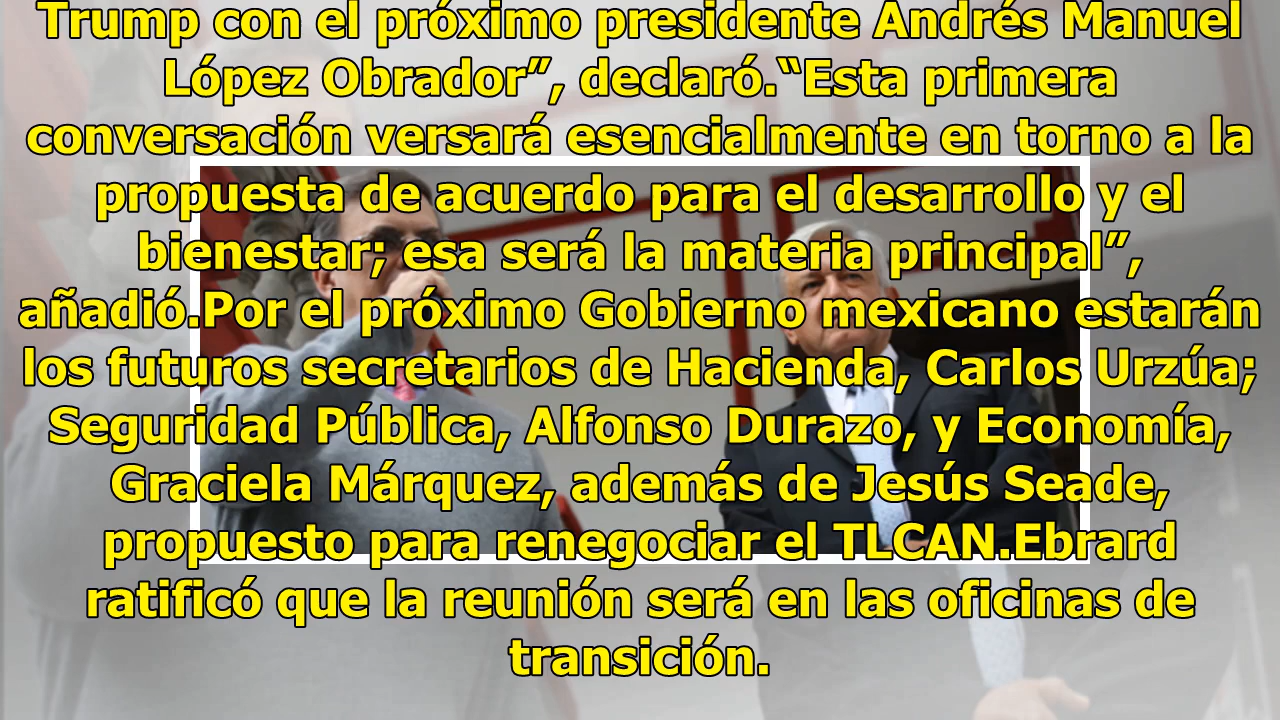 Trump con el próximo presidente Andrés Manuel
López Obrador”, declaró.“Esta primera
conversación versará esencialmente en torno a la
propuesta de acuerdo para el desarrollo y el
bienestar; esa será la materia principal”,
añadió.Por el próximo Gobierno mexicano estarán
los futuros secretarios de Hacienda, Carlos Urzúa;
Seguridad Pública, Alfonso Durazo, y Economía,
Graciela Márquez, además de Jesús Seade,
propuesto para renegociar el TLCAN.Ebrard
ratificó que la reunión será en las oficinas de
transición.